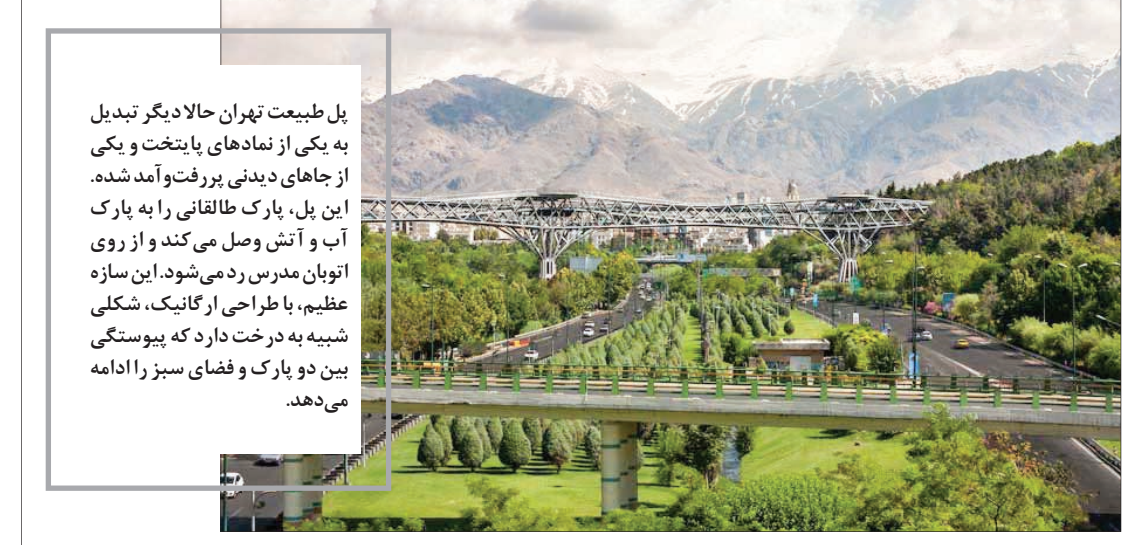 پل طبیعت تهران حالا دیگر تبدیل
به یکی از نمادهای پایتخت و یکی
از جاهای دیدنی پررفت‌وآمد شده.
این پل، پارک طالقانی را به پارک
آب و آتش وصل می‌کند و از روی
اتوبان مدرس رد می‌شود. این سازه
عظیم، با طراحی ارگانیک، شکلی
شبیه به درخت دارد که پیوستگی
بین دو پارک و فضای سبز را ادامه
می‌دهد.